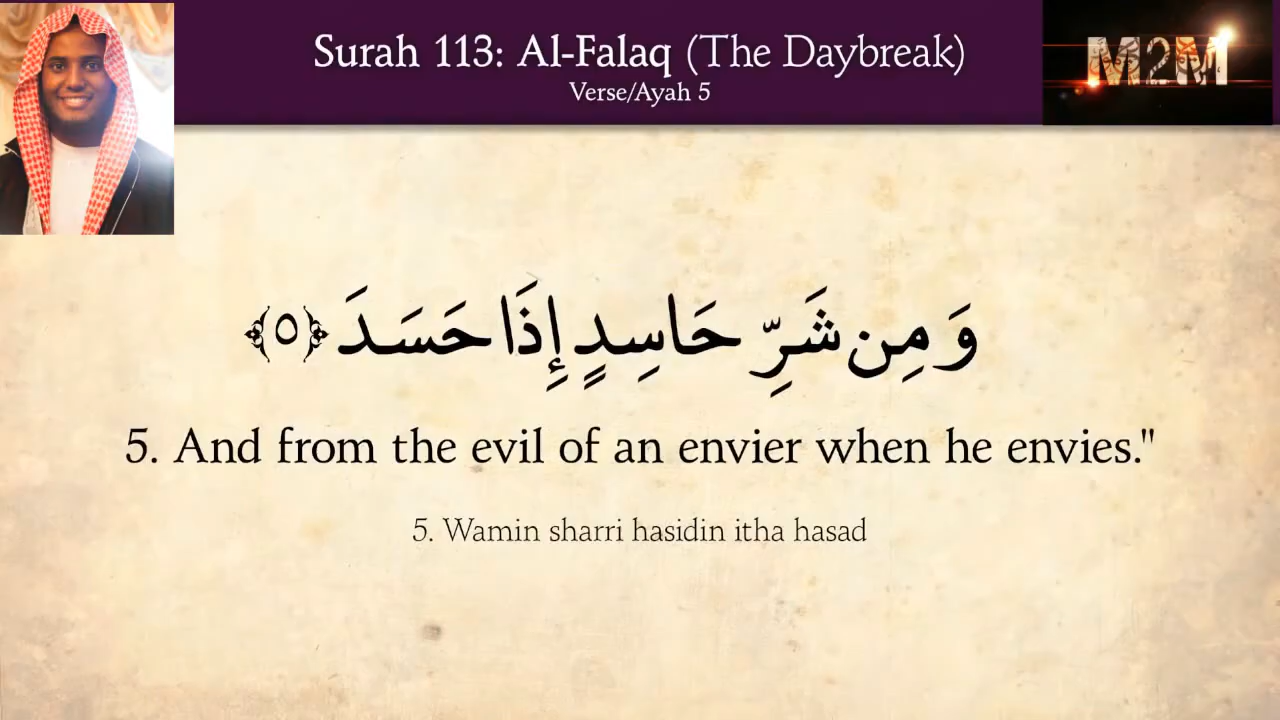 Surah 113: Al-Falaq (The Daybreak)
Verse/Ayah 5
M2M
وَمِن شَرِّ حَاسِدٍ إِذَا حَسَدَ ﴿٥﴾
5. And from the evil of an envier when he envies."
5. Wamin sharri hasidin itha hasad